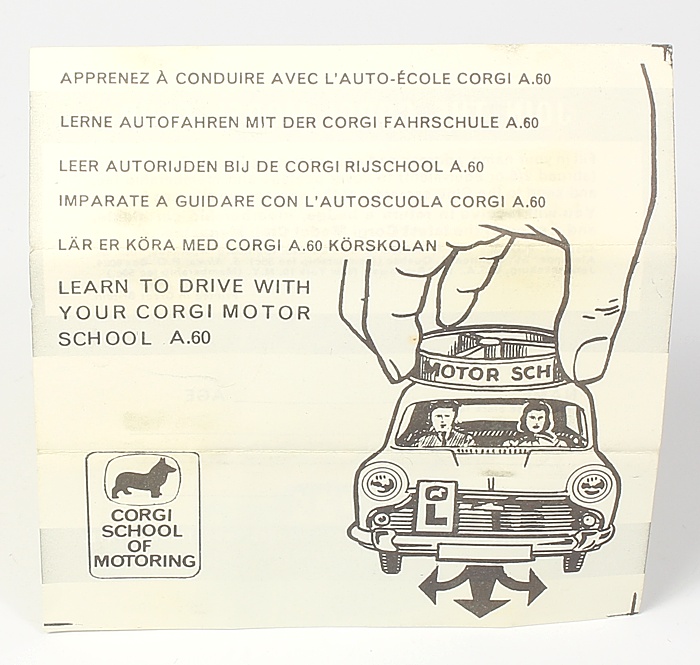 APPRENEZ À CONDUIRE AVEC L'AUTO-ÉCOLE CORGI A.60
LERNE AUTOFAHREN MIT DER CORGI FAHRSCHULE A.60
LEER AUTORIJDEN BIJ DE CORGI RIJSCHOOL A.60
IMPARATE A GUIDARE CON L'AUTOSCUOLA CORGI A.60
LÄR ER KÖRA MED CORGI A.60 KÖRSKOLAN
LEARN TO DRIVE WITH
YOUR CORGI MOTOR
SCHOOL A.60
MOTOR SCH
L
CORGI
SCHOOL
OF
MOTORING